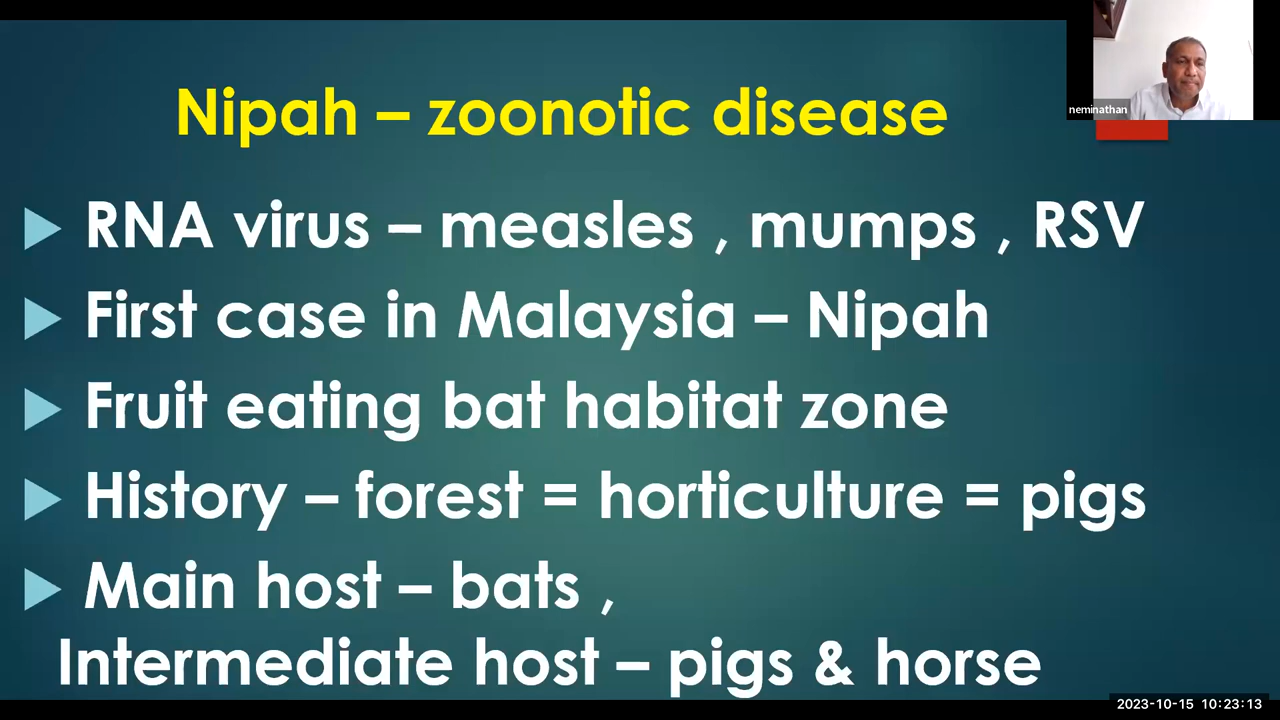 neminathan
Nipah – zoonotic disease
RNA virus – measles , mumps , RSV
First case in Malaysia – Nipah
Fruit eating bat habitat zone
History – forest = horticulture = pigs
Main host – bats ,
Intermediate host – pigs & horse
2023-10-15 10:23:13